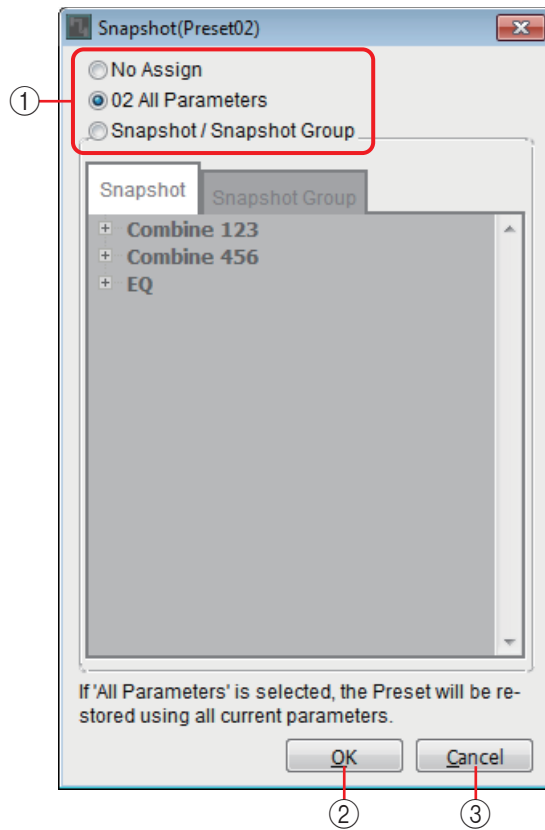 Snapshot(Preset02)
No Assign
① 02 All Parameters
Snapshot / Snapshot Group
Snapshot Snapshot Group
Combine 123
Combine 456
EQ
If 'All Parameters' is selected, the Preset will be re-
stored using all current parameters.
OK Cancel
② ③